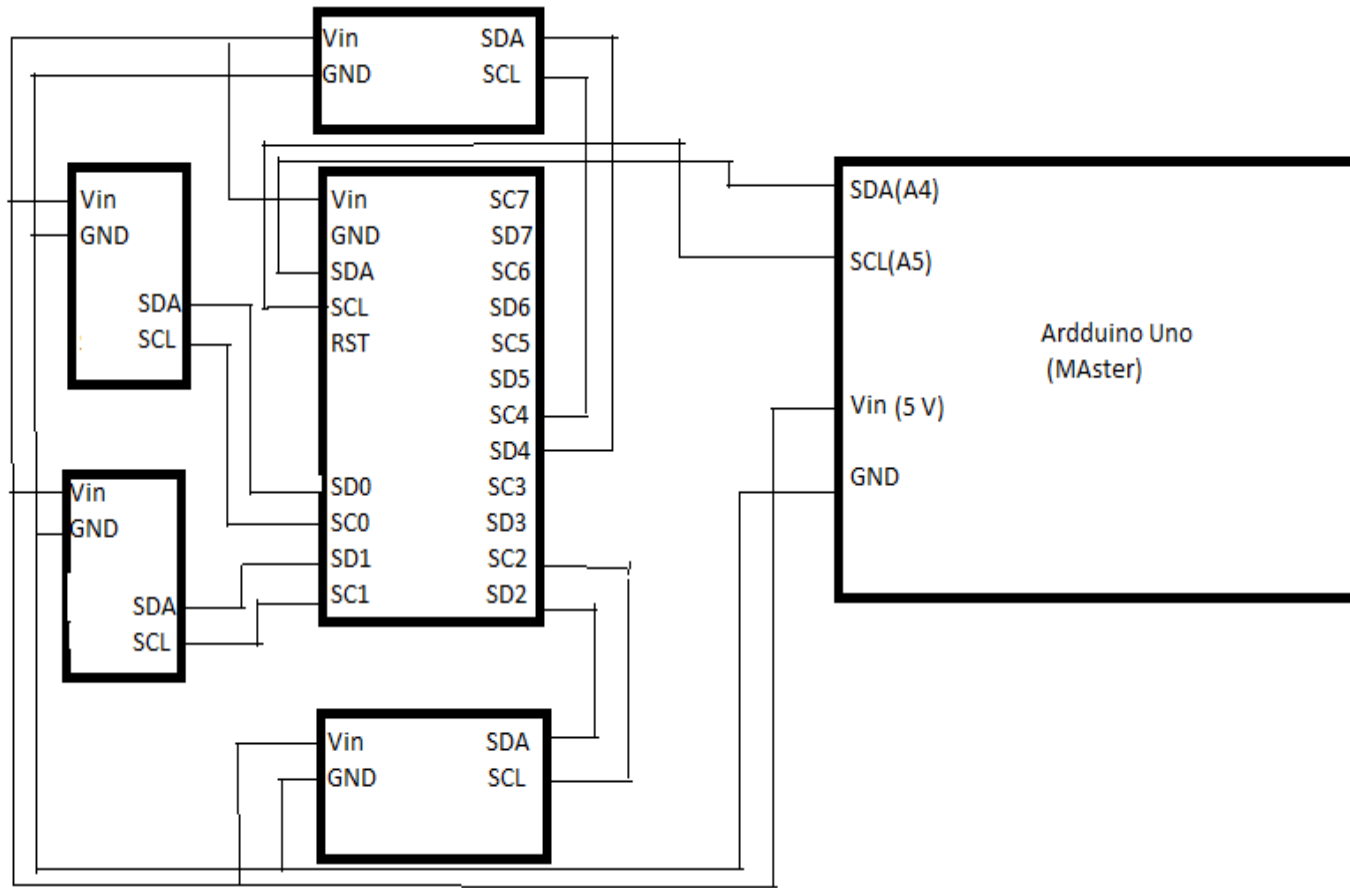 Vin SDA
GND SCL
Vin
GND
SDA
SCL
Vin
GND
SDA
SCL
Vin SC7
GND SD7
SDA SC6
SCL SD6
RST SC5
SD5
SC4
SD4
SD0 SC3
SC0 SD3
SD1 SC2
SC1 SD2
Vin SDA
GND SCL
SDA(A4)
SCL(A5)
Ardduino Uno
(MAster)
Vin (5 V)
GND